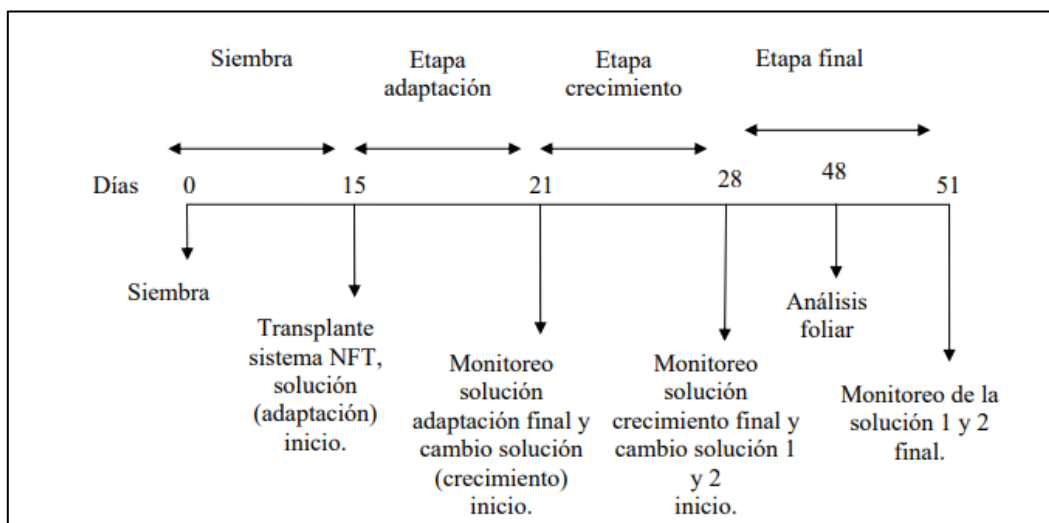 Siembra
Etapa
adaptación
Etapa
crecimiento
Etapa final
Días 0 15 21 28 48 51
Siembra
Transplante
sistema NFT,
solución
(adaptación)
inicio.
Monitoreo
solución
adaptación final y
cambio solución
(crecimiento)
inicio.
Monitoreo
solución
crecimiento final y
cambio solución 1
y 2
inicio.
Análisis
foliar
Monitoreo de la
solución 1 y 2
final.